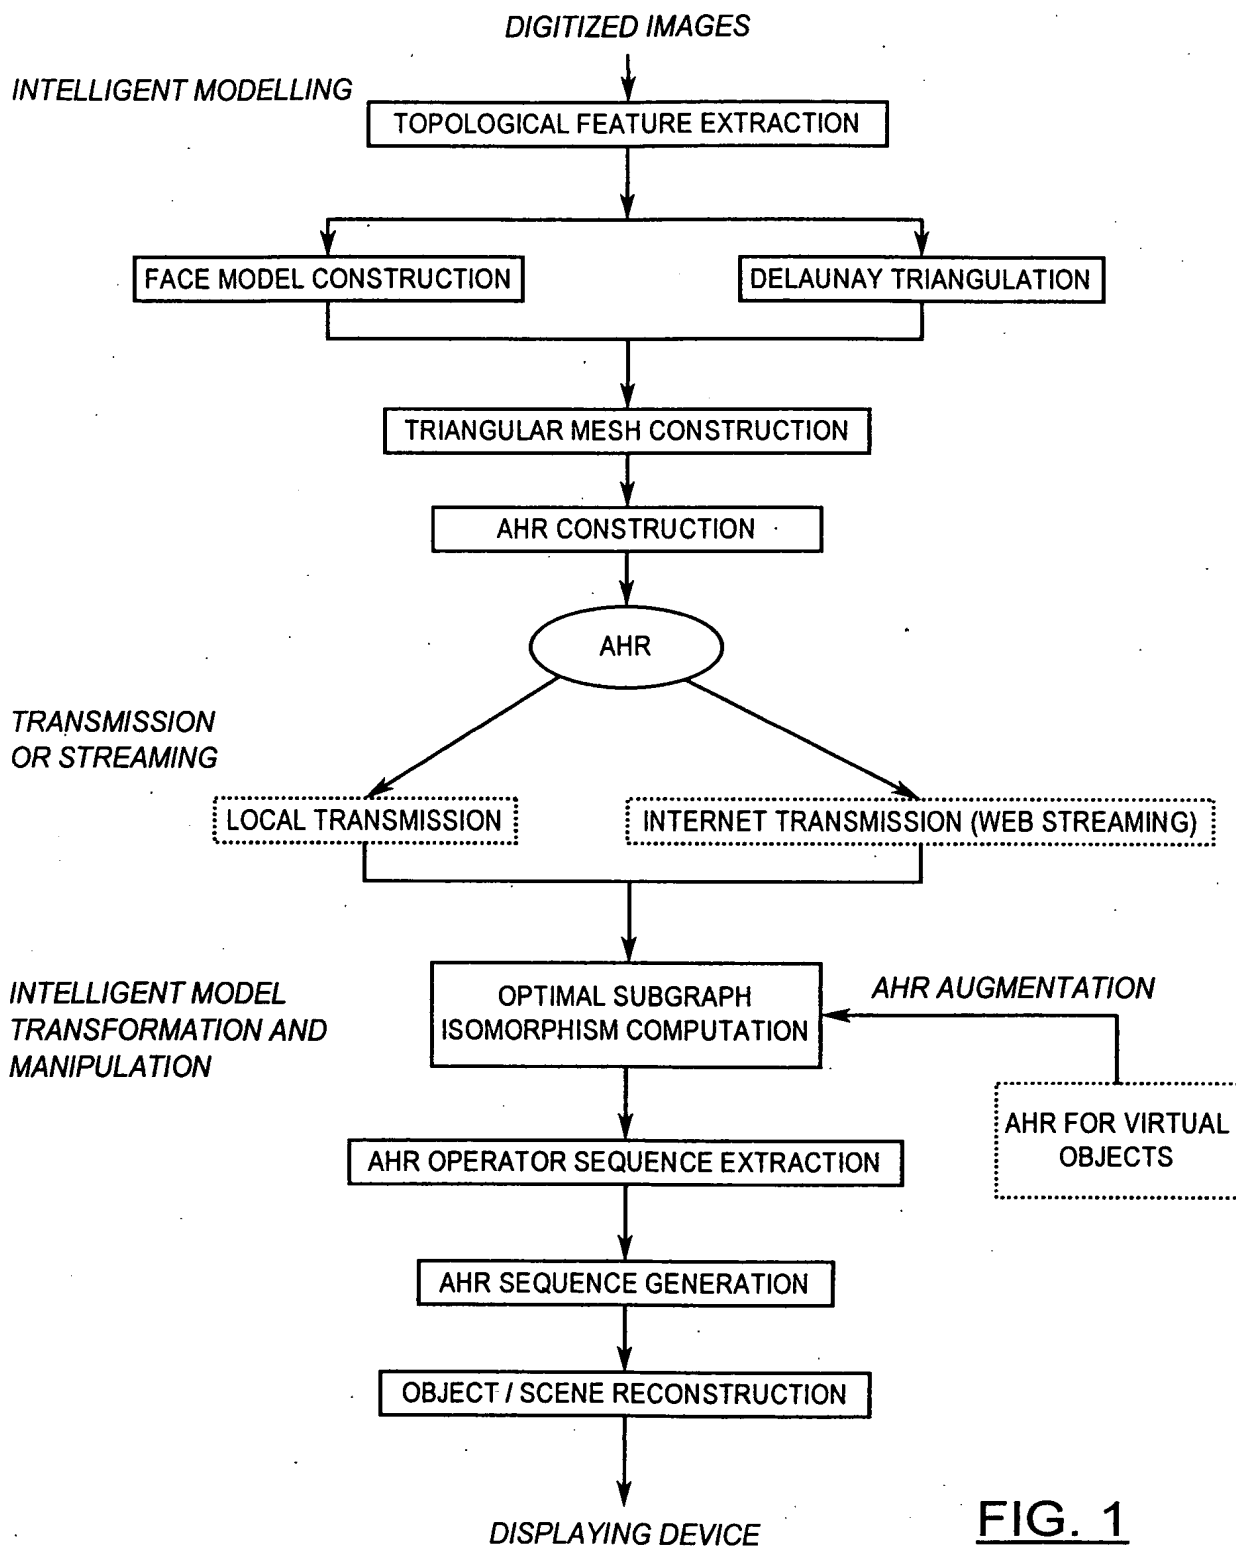 DIGITIZED IMAGES
INTELLIGENT MODELLING
TOPOLOGICAL FEATURE EXTRACTION
FACE MODEL CONSTRUCTION
DELAUNAY TRIANGULATION
TRIANGULAR MESH CONSTRUCTION
AHR CONSTRUCTION
AHR
TRANSMISSION
OR STREAMING
LOCAL TRANSMISSION
INTERNET TRANSMISSION (WEB STREAMING)
INTELLIGENT MODEL
TRANSFORMATION AND
MANIPULATION
OPTIMAL SUBGRAPH
ISOMORPHISM COMPUTATION
AHR AUGMENTATION
AHR FOR VIRTUAL
OBJECTS
AHR OPERATOR SEQUENCE EXTRACTION
AHR SEQUENCE GENERATION
OBJECT / SCENE RECONSTRUCTION
DISPLAYING DEVICE
FIG. 1